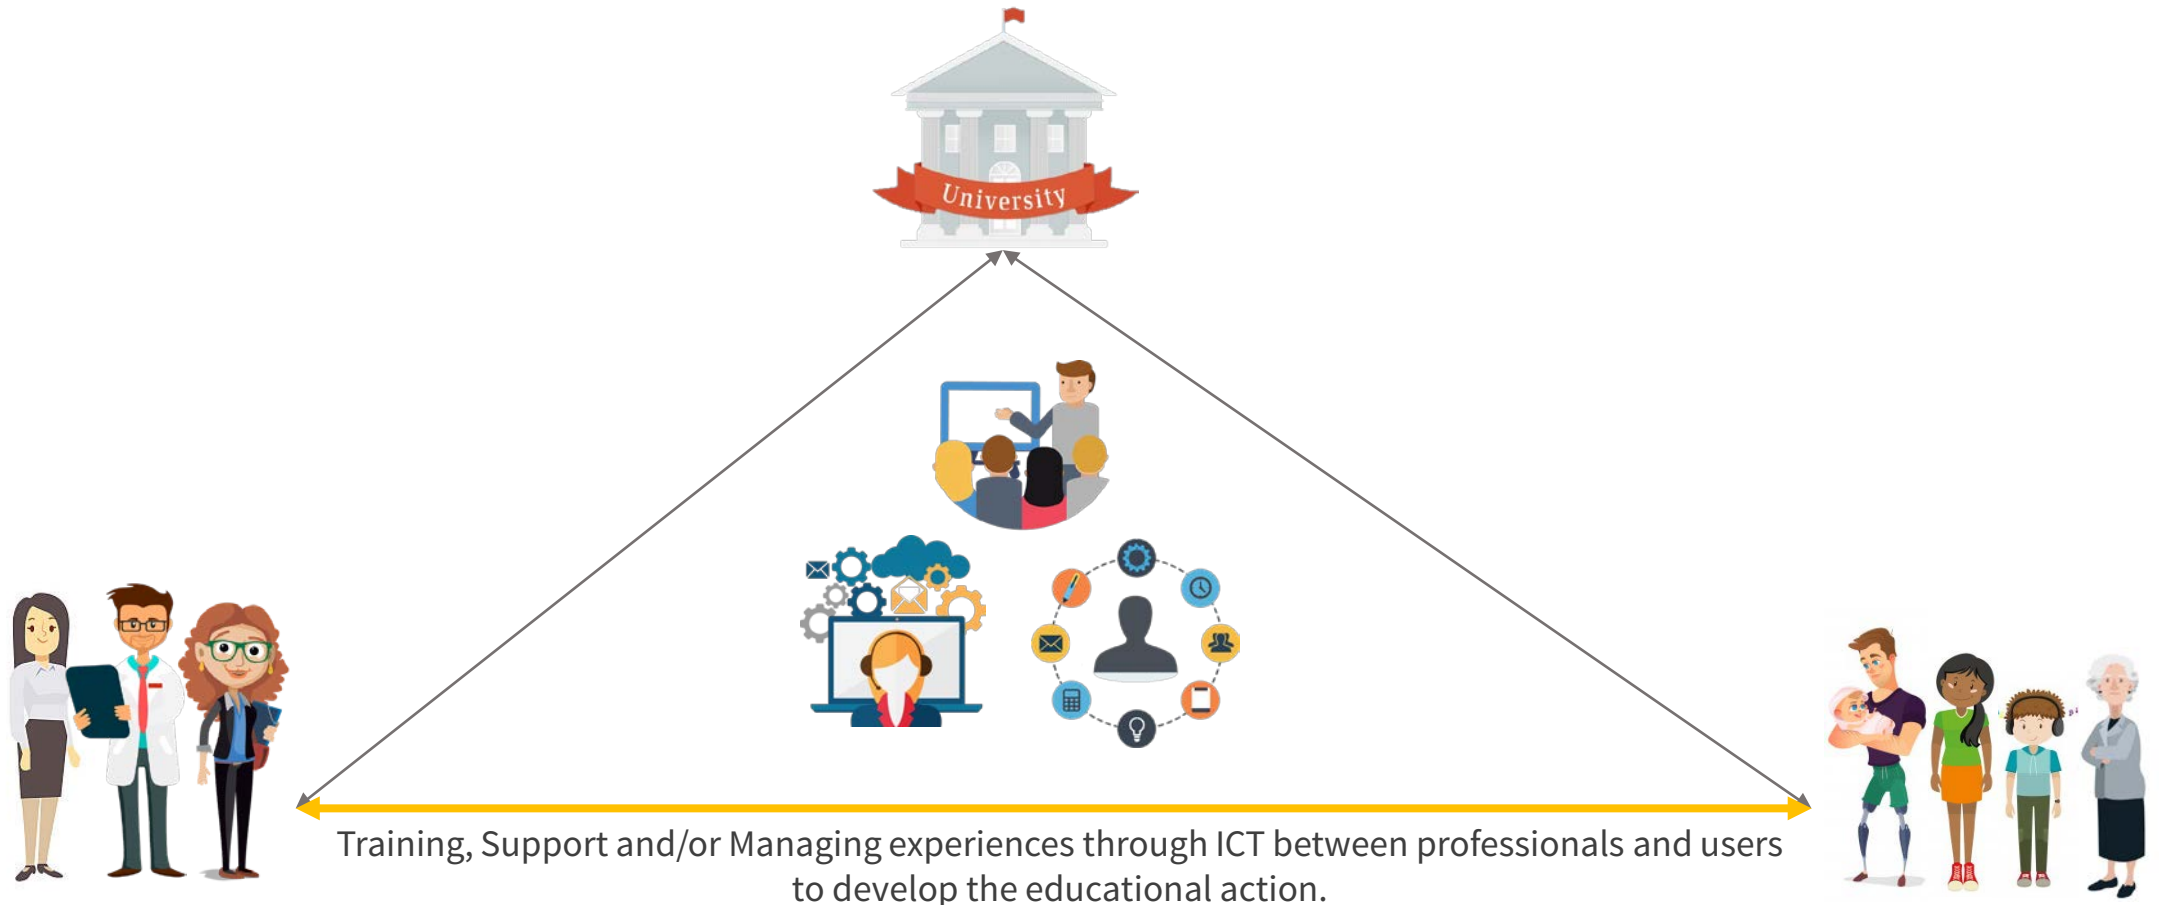 University
Training, Support and/or Managing experiences through ICT between professionals and users
to develop the educational action.